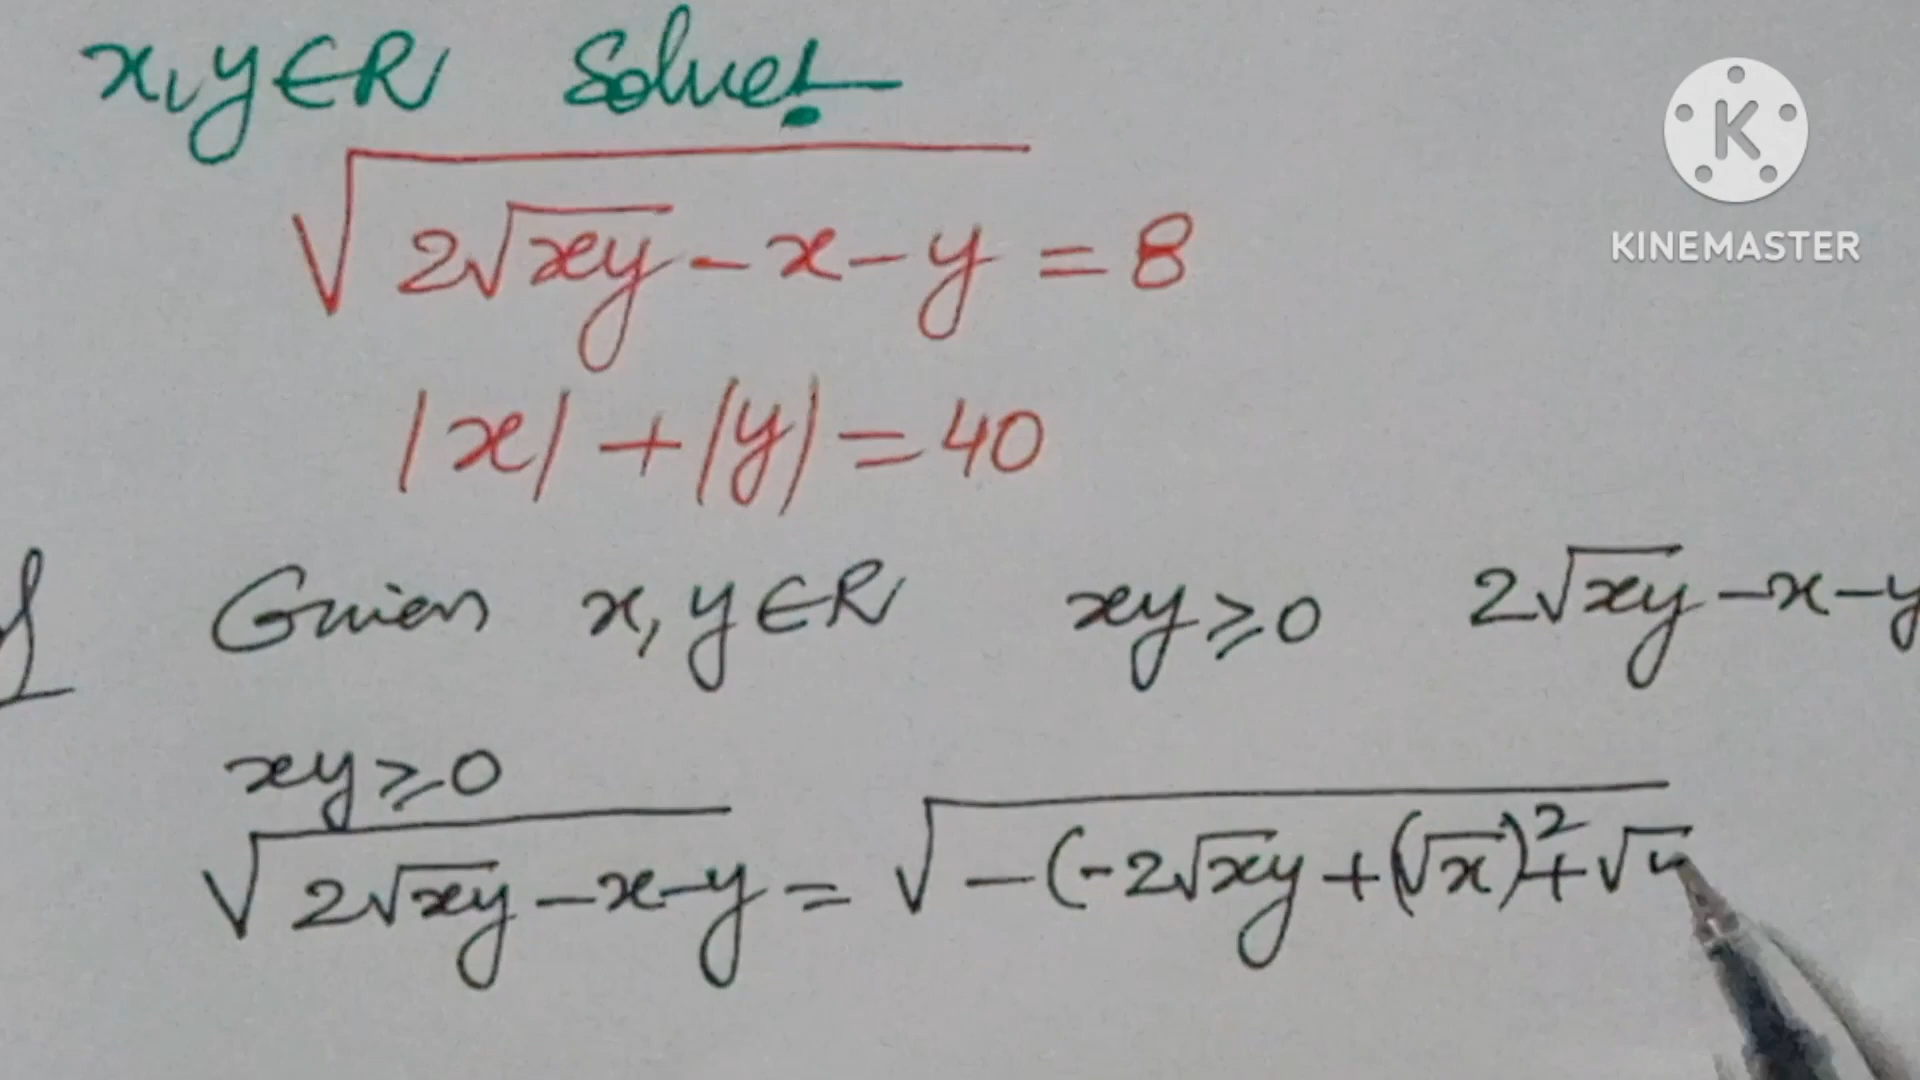 x, y ∈ R Solve!
√(2√xy - x - y) = 8
|x| + |y| = 40
Given x, y ∈ R xy ≥ 0 2√xy - x - y
xy ≥ 0
√(2√xy - x - y) = √(-(-2√xy + (√x)² + √y
KINEMASTER